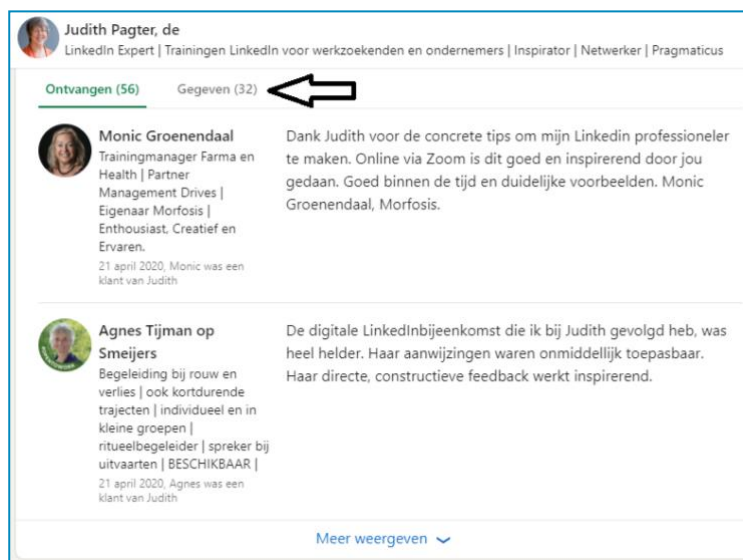 Judith Pagter, de
LinkedIn Expert | Trainingen LinkedIn voor werkzoekenden en ondernemers | Inspirator | Netwerker | Pragmaticus
Ontvangen (56) Gegeven (32)
Monic Groenendaal
Trainingmanager Farma en
Health | Partner
Management Drives |
Eigenaar Morfosis |
Enthousiast, Creatief en
Ervaren.
21 april 2020, Monic was een
klant van Judith
Dank Judith voor de concrete tips om mijn Linkedin professioneler
te maken. Online via Zoom is dit goed en inspirerend door jou
gedaan. Goed binnen de tijd en duidelijke voorbeelden. Monic
Groenendaal, Morfosis.
Agnes Tijman op
Smeijers
Begeleiding bij rouw en
verlies | ook kortdurende
trajecten | individueel en in
kleine groepen |
ritueelbegeleider | spreker bij
uitvaarten | BESCHIKBAAR |
21 april 2020, Agnes was een
klant van Judith
De digitale LinkedInbijeenkomst die ik bij Judith gevolgd heb, was
heel helder. Haar aanwijzingen waren onmiddellijk toepasbaar.
Haar directe, constructieve feedback werkt inspirerend.
Meer weergeven